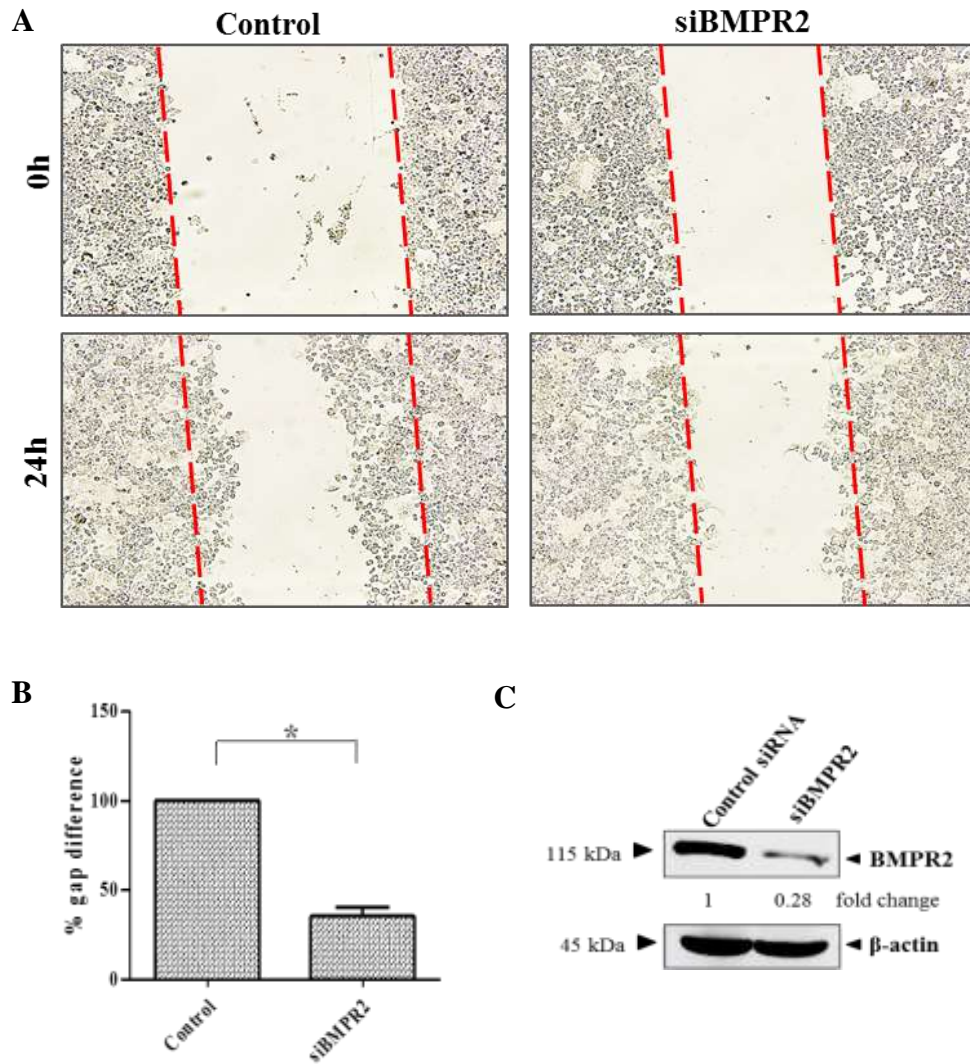 A
Control
siBMPR2
0h
24h
B
150
100
50
0
% gap difference
*
Control
siBMPR2
C
Control siRNA
siBMPR2
115 kDa
BMPR2
1 0.28 fold change
45 kDa
β-actin